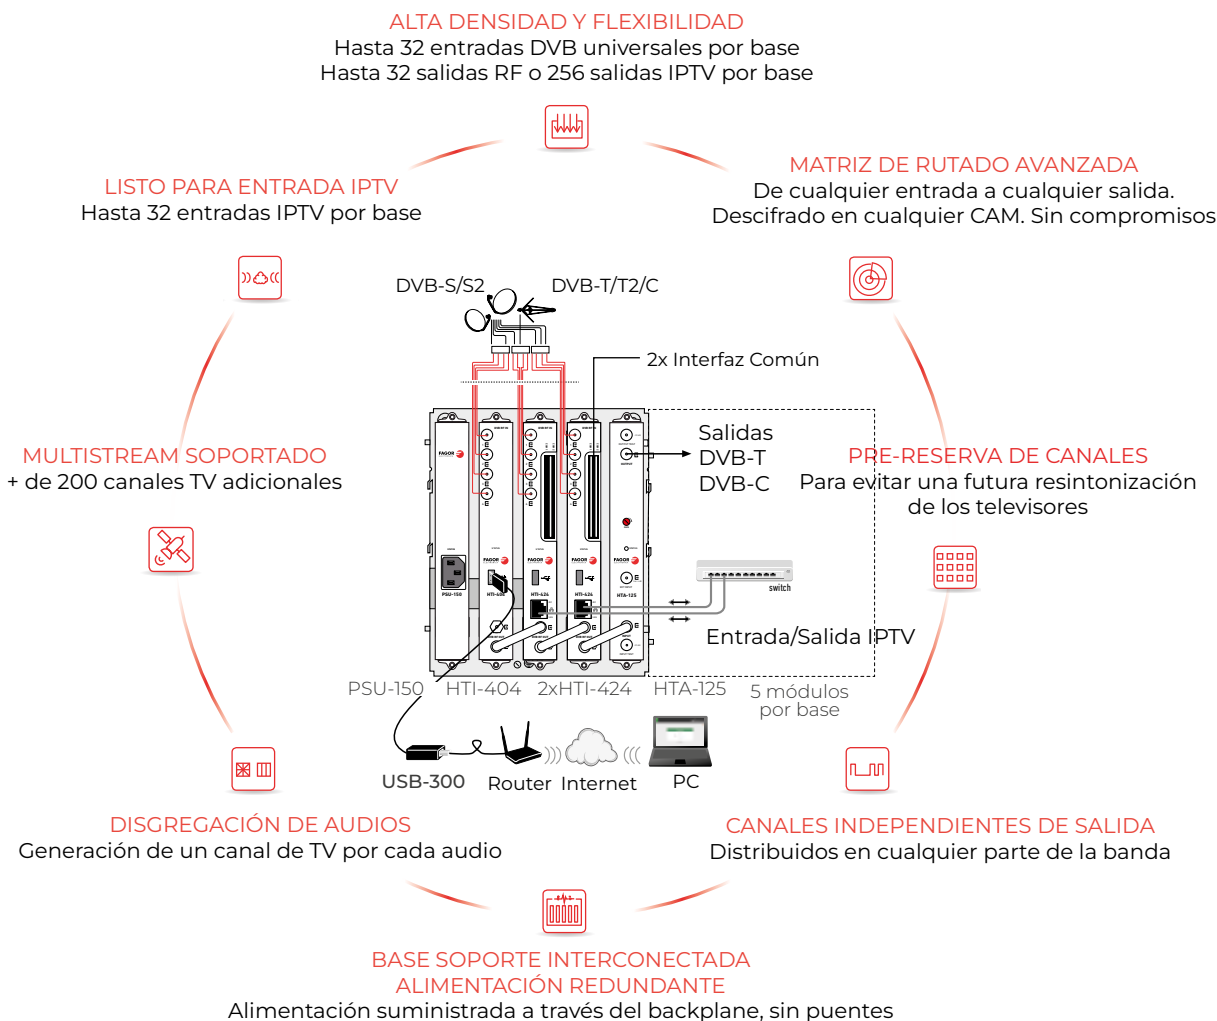 ALTA DENSIDAD Y FLEXIBILIDAD
Hasta 32 entradas DVB universales por base
Hasta 32 salidas RF o 256 salidas IPTV por base
LISTO PARA ENTRADA IPTV
Hasta 32 entradas IPTV por base
MATRIZ DE RUTADO AVANZADA
De cualquier entrada a cualquier salida.
Descifrado en cualquier CAM. Sin compromisos
DVB-S/S2
DVB-T/T2/C
2x Interfaz Común
MULTISTREAM SOPORTADO
+ de 200 canales TV adicionales
Salidas
DVB-T
DVB-C
PRE-RESERVA DE CANALES
Para evitar una futura resintonización
de los televisores
FAGOR
OUTPUT
FAGOR
FAGOR
FAGOR
PSU-150
HTI-404
HTI-424
HTI-424
HTA-125
switch
Entrada/Salida IPTV
PSU-150
HTI-404
2xHTI-424
HTA-125
5 módulos
por base
USB-300
Router
Internet
PC
DISGREGACIÓN DE AUDIOS
Generación de un canal de TV por cada audio
CANALES INDEPENDIENTES DE SALIDA
Distribuidos en cualquier parte de la banda
BASE SOPORTE INTERCONECTADA
ALIMENTACIÓN REDUNDANTE
Alimentación suministrada a través del backplane, sin puentes